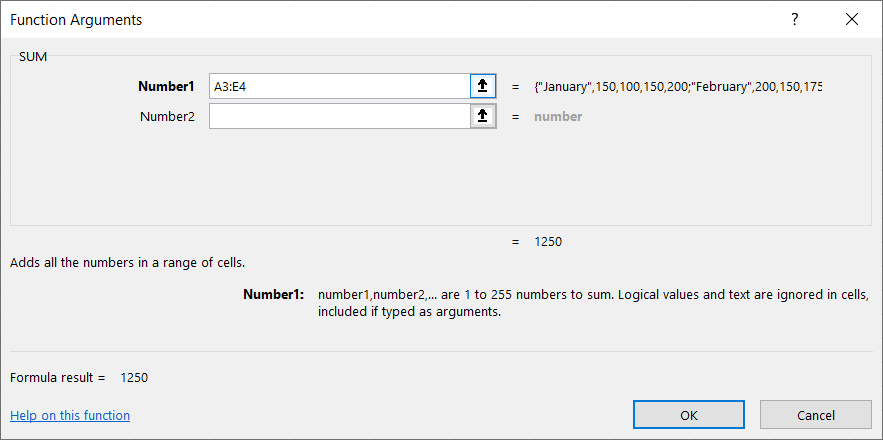 Function Arguments
SUM
Number1 A3:E4 = {"January",150,100,150,200;"February",200,150,175
Number2 = number
= 1250
Adds all the numbers in a range of cells.
Number1: number1,number2,... are 1 to 255 numbers to sum. Logical values and text are ignored in cells,
included if typed as arguments.
Formula result = 1250
Help on this function
OK Cancel